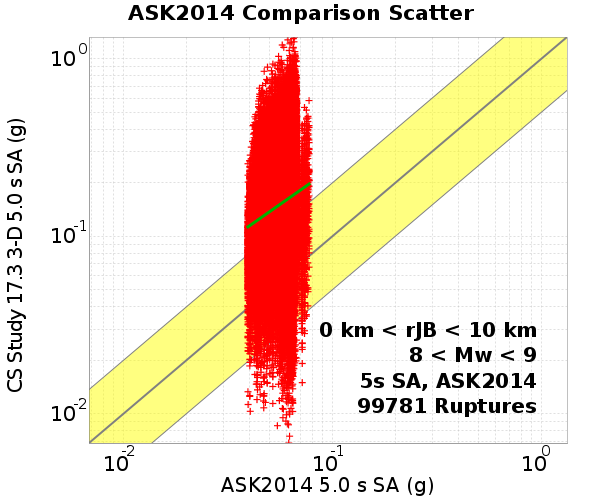 ASK2014 Comparison Scatter
CS Study 17.3 3-D 5.0 s SA (g)
10^0
10^-1
10^-2
0 km < rJB < 10 km
8 < Mw < 9
5s SA, ASK2014
99781 Ruptures
10^-2 10^-1 10^0
ASK2014 5.0 s SA (g)